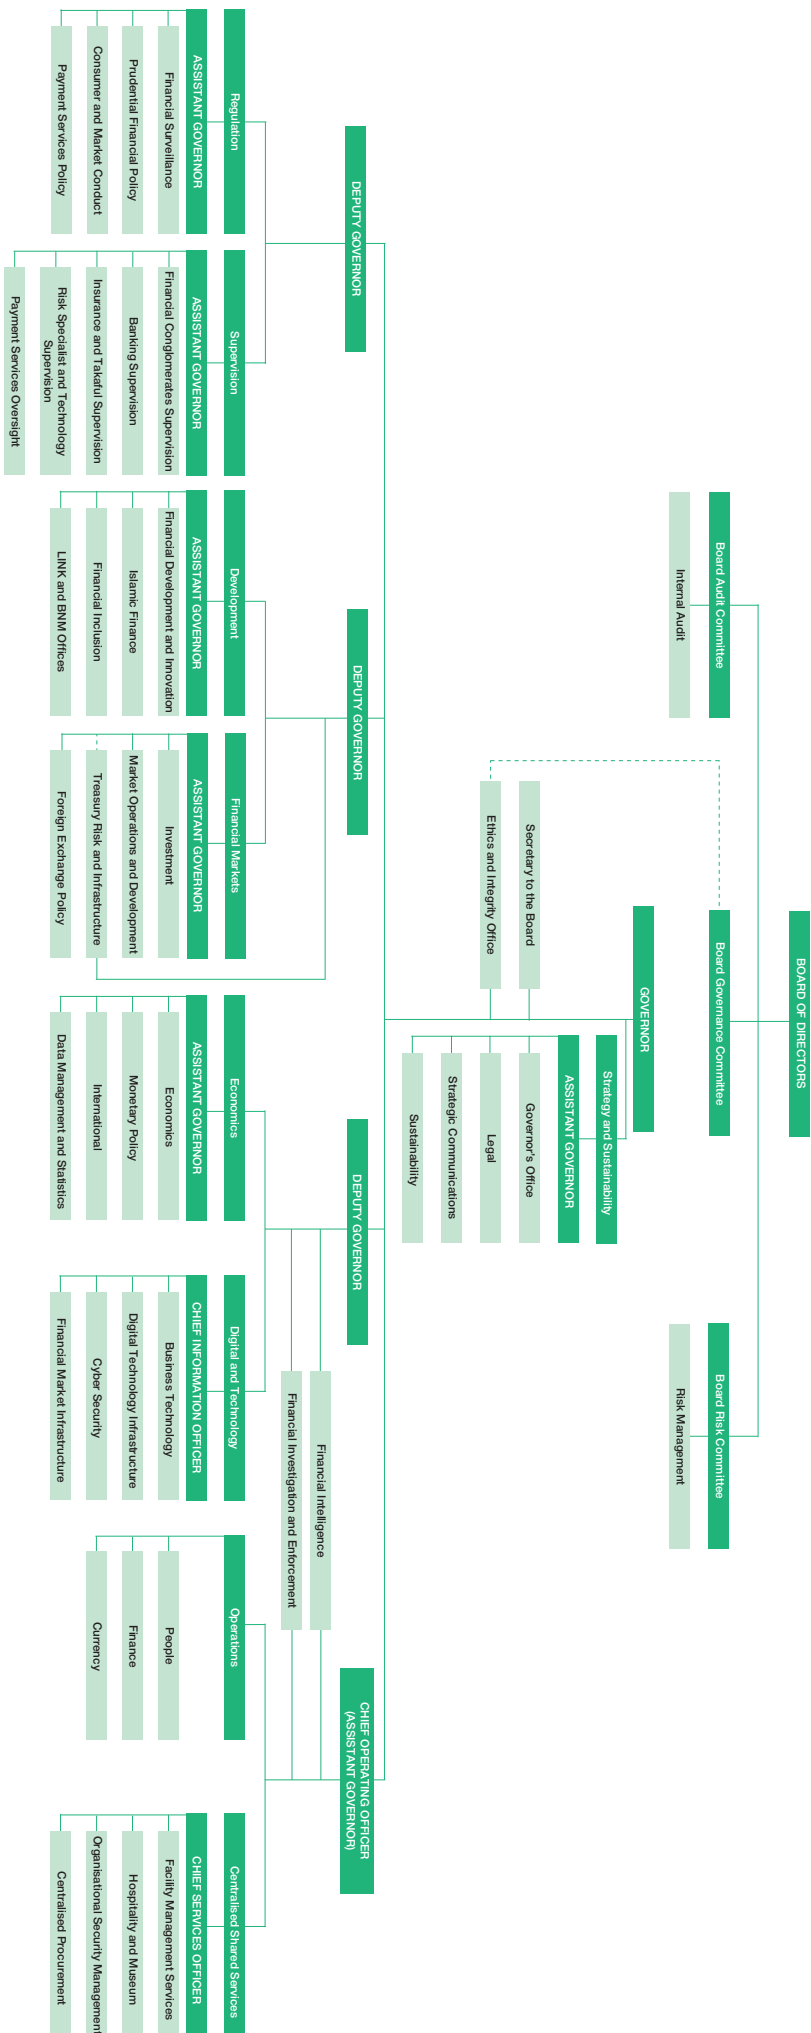 BOARD OF DIRECTORS
Board Audit Committee
Internal Audit
Board Governance Committee
Board Risk Committee
Risk Management
GOVERNOR
Secretary to the Board
Ethics and Integrity Office
Strategy and Sustainability
ASSISTANT GOVERNOR
Governor's Office
Legal
Strategic Communications
Sustainability
DEPUTY GOVERNOR
Regulation
ASSISTANT GOVERNOR
Financial Surveillance
Prudential Financial Policy
Consumer and Market Conduct
Payment Services Policy
Supervision
ASSISTANT GOVERNOR
Financial Conglomerates Supervision
Banking Supervision
Insurance and Takaful Supervision
Risk Specialist and Technology
Supervision
Payment Services Oversight
DEPUTY GOVERNOR
Development
ASSISTANT GOVERNOR
Financial Development and Innovation
Islamic Finance
Financial Inclusion
LINK and BNM Offices
Financial Markets
ASSISTANT GOVERNOR
Investment
Market Operations and Development
Treasury Risk and Infrastructure
Foreign Exchange Policy
DEPUTY GOVERNOR
Economics
ASSISTANT GOVERNOR
Economics
Monetary Policy
International
Data Management and Statistics
Digital and Technology
CHIEF INFORMATION OFFICER
Business Technology
Digital Technology Infrastructure
Cyber Security
Financial Market Infrastructure
Financial Intelligence
Financial Investigation and Enforcement
CHIEF OPERATING OFFICER
(ASSISTANT GOVERNOR)
Operations
People
Finance
Currency
Centralised Shared Services
CHIEF SERVICES OFFICER
Facility Management Services
Hospitality and Museum
Organisational Security Management
Centralised Procurement